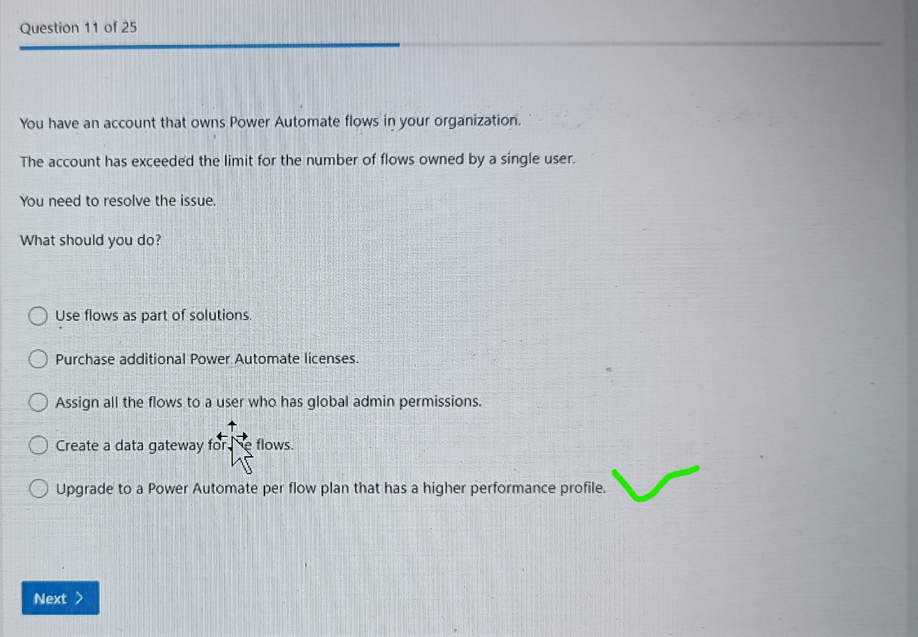 Question 11 of 25
You have an account that owns Power Automate flows in your organization.
The account has exceeded the limit for the number of flows owned by a single user.
You need to resolve the issue.
What should you do?
Use flows as part of solutions.
Purchase additional Power Automate licenses.
Assign all the flows to a user who has global admin permissions.
Create a data gateway for the flows.
Upgrade to a Power Automate per flow plan that has a higher performance profile.
Next >